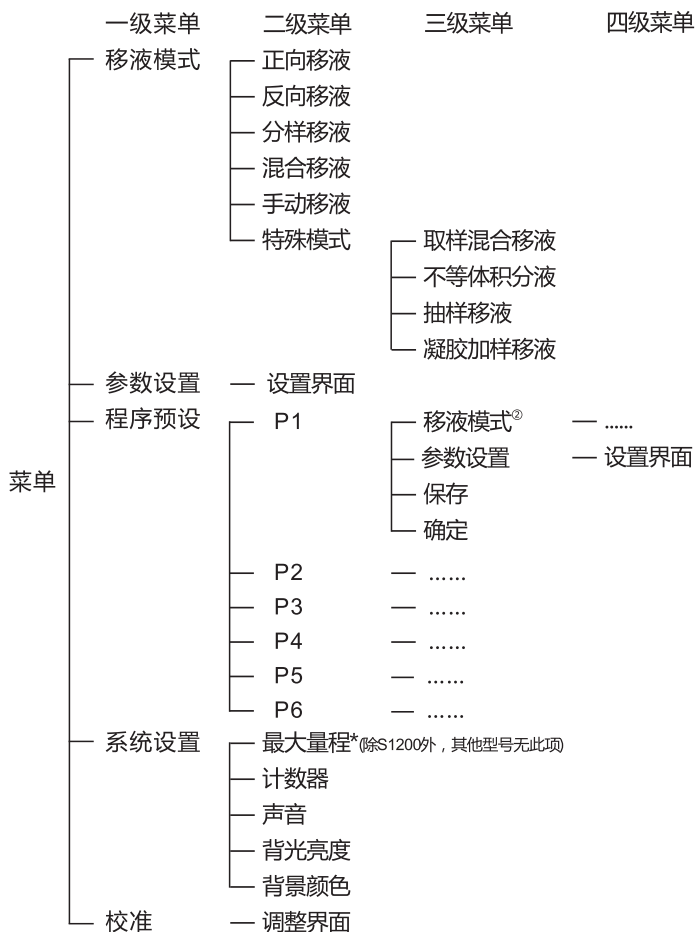 一级菜单 二级菜单 三级菜单 四级菜单
移液模式 正向移液
反向移液
分样移液
混合移液
手动移液
特殊模式 取样混合移液
不等体积分液
抽样移液
凝胶加样移液
参数设置 设置界面
程序预设 P1 移液模式② ......
参数设置 设置界面
菜单
保存
确定
P2 ......
P3 ......
P4 ......
P5 ......
P6 ......
系统设置 最大量程*(除S1200外，其他型号无此项)
计数器
声音
背光亮度
背景颜色
校准 调整界面